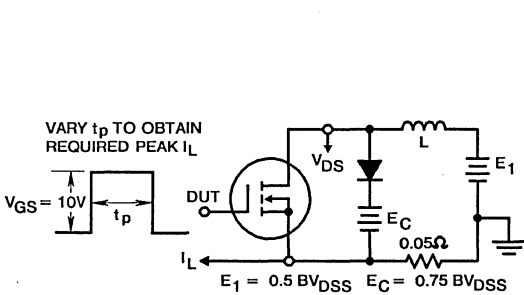 VARY tp TO OBTAIN
REQUIRED PEAK IL
VGS = 10V
tp
DUT
VDS
L
E1
EC
0.05Ω
IL
E1 = 0.5 BVDSS EC = 0.75 BVDSS